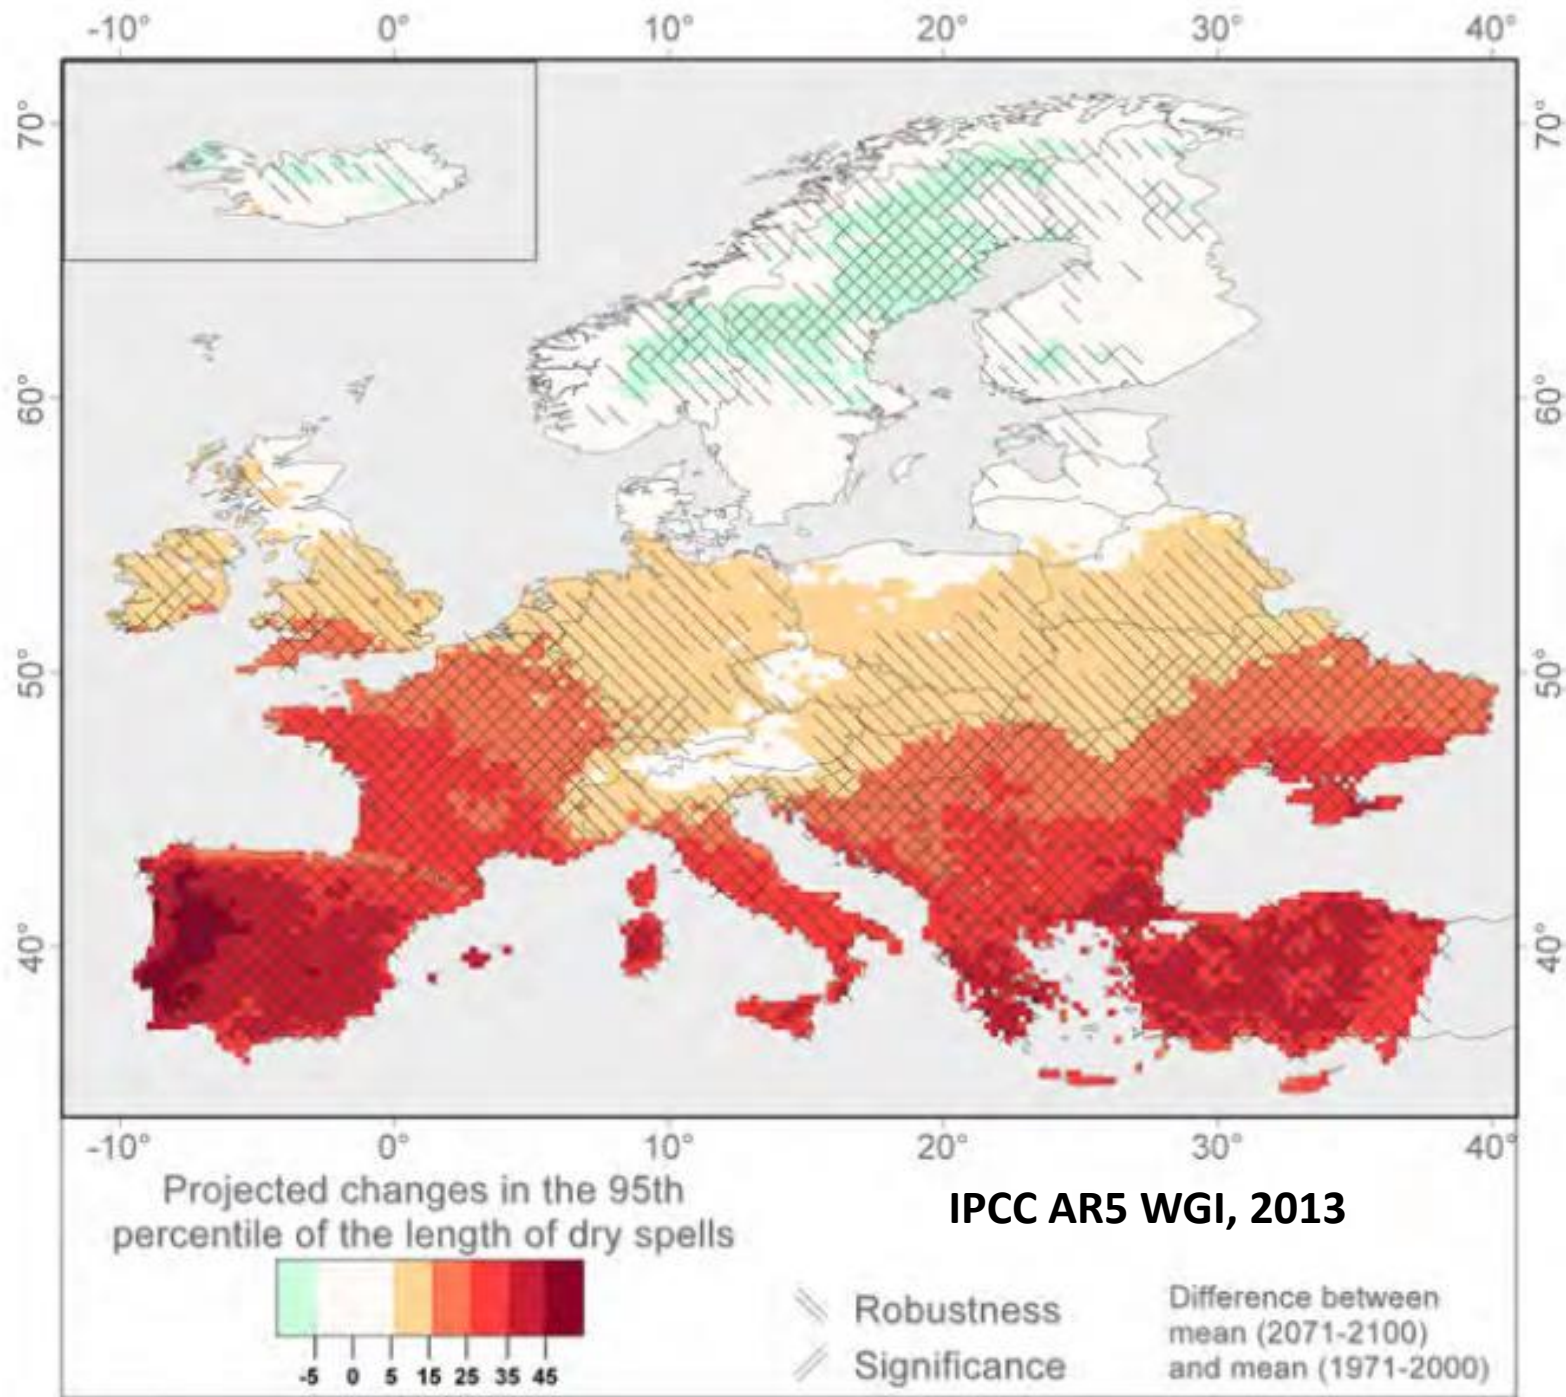 -10° 0° 10° 20° 30° 40°
70° 70°
60° 60°
50° 50°
40° 40°
-10° 0° 10° 20° 30° 40°
Projected changes in the 95th
percentile of the length of dry spells
-5 0 5 15 25 35 45
IPCC AR5 WGI, 2013
Robustness
Significance
Difference between
mean (2071-2100)
and mean (1971-2000)